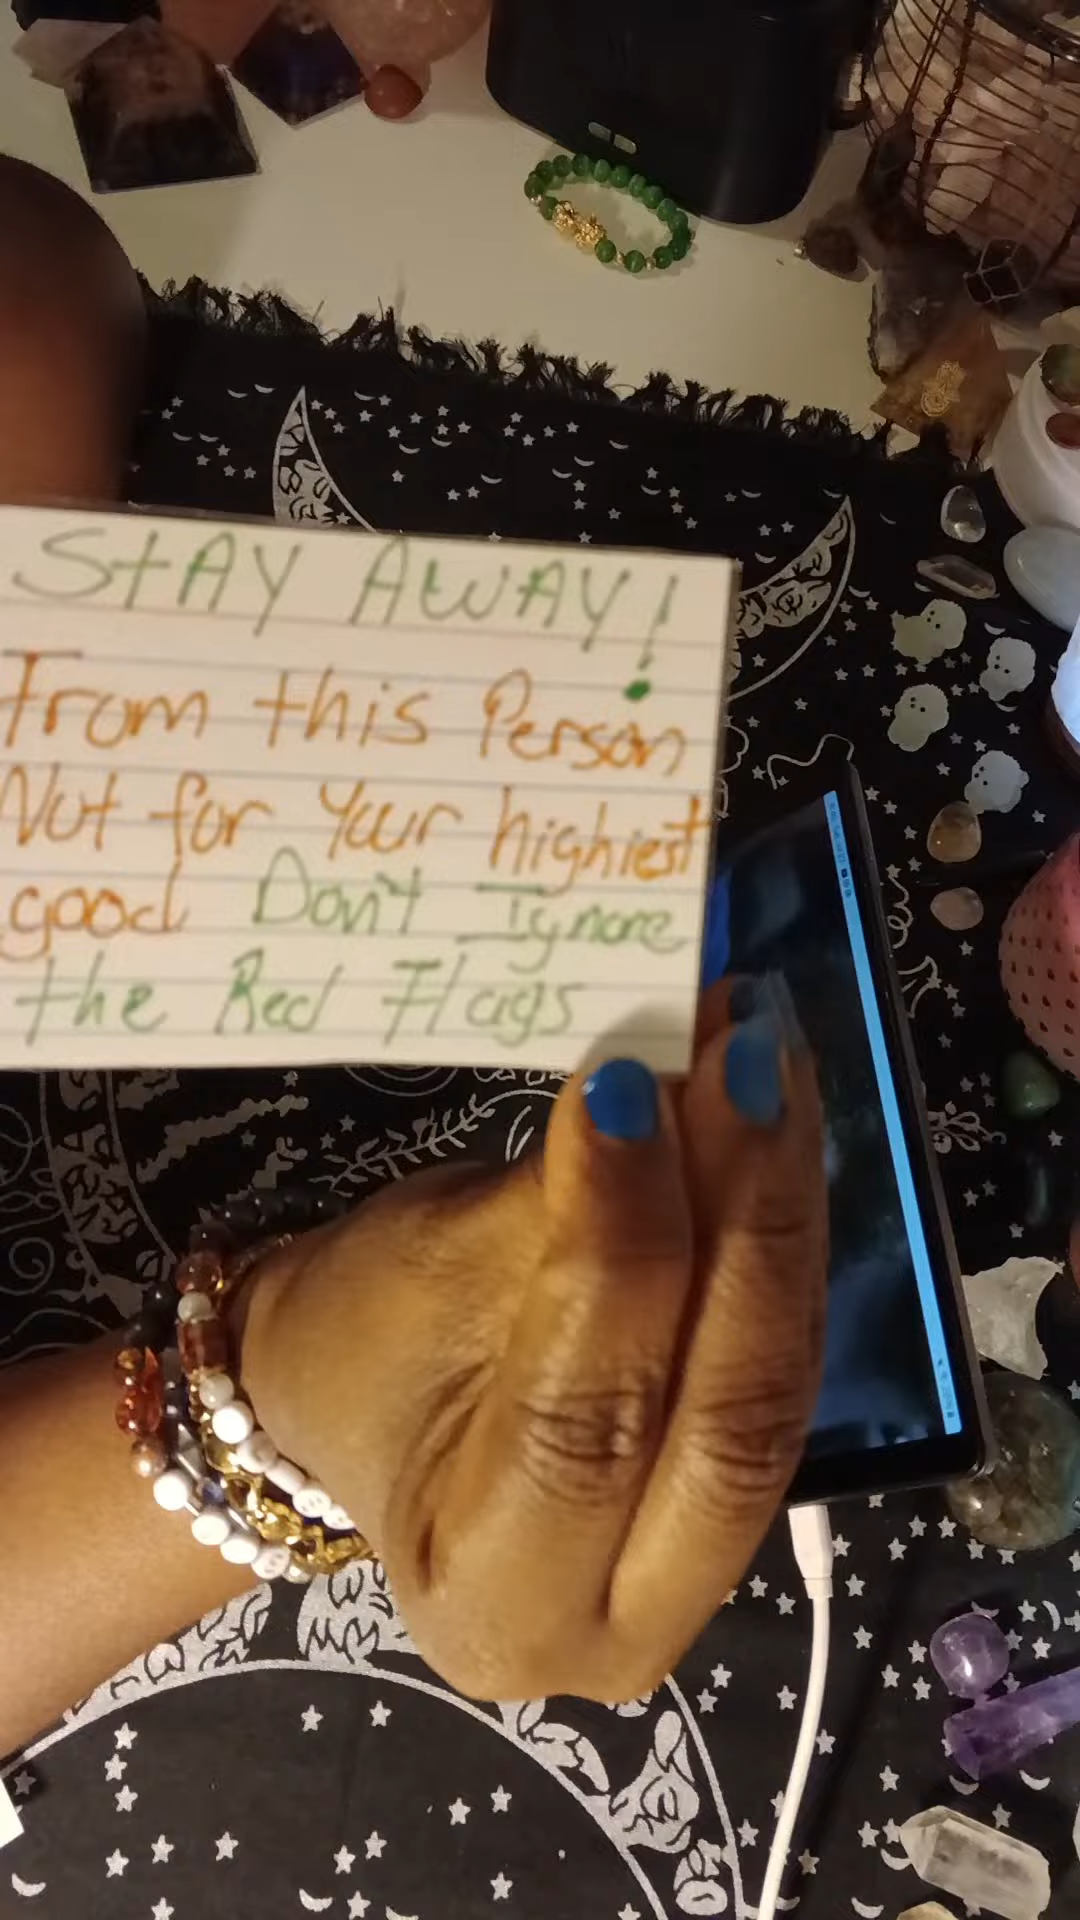 StAY AWAY!
From this Person
Not for Your highiest
good Don't Ignore
the Red Flags